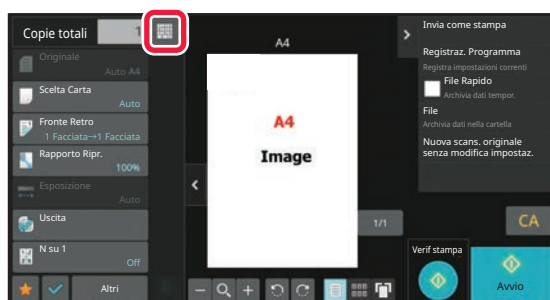 Copie totali 1
Originale
Auto A4
Scelta Carta
Auto
Fronte Retro
1 Facciata→1 Facciata
Rapporto Ripr.
100%
Esposizione
Auto
Uscita
N su 1
Off
Altri
A4
A4
Image
1/1
Invia come stampa
Registraz. Programma
Registra impostazioni correnti
File Rapido
Archivia dati tempor.
File
Archivia dati nella cartella
Nuova scans. originale
senza modifica impostaz.
CA
Verif stampa
Avvio